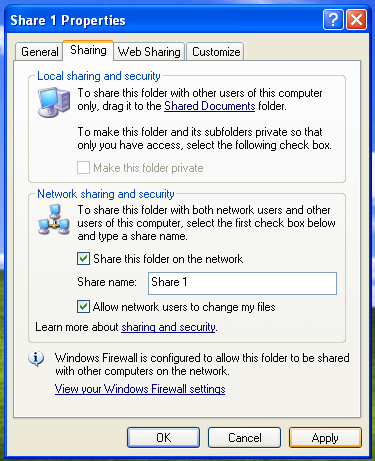 Share 1 Properties
General Sharing Web Sharing Customize
Local sharing and security
To share this folder with other users of this computer
only, drag it to the Shared Documents folder.
To make this folder and its subfolders private so that
only you have access, select the following check box.
Make this folder private
Network sharing and security
To share this folder with both network users and other
users of this computer, select the first check box below
and type a share name.
Share this folder on the network
Share name: Share 1
Allow network users to change my files
Learn more about sharing and security.
Windows Firewall is configured to allow this folder to be shared
with other computers on the network.
View your Windows Firewall settings
OK Cancel Apply